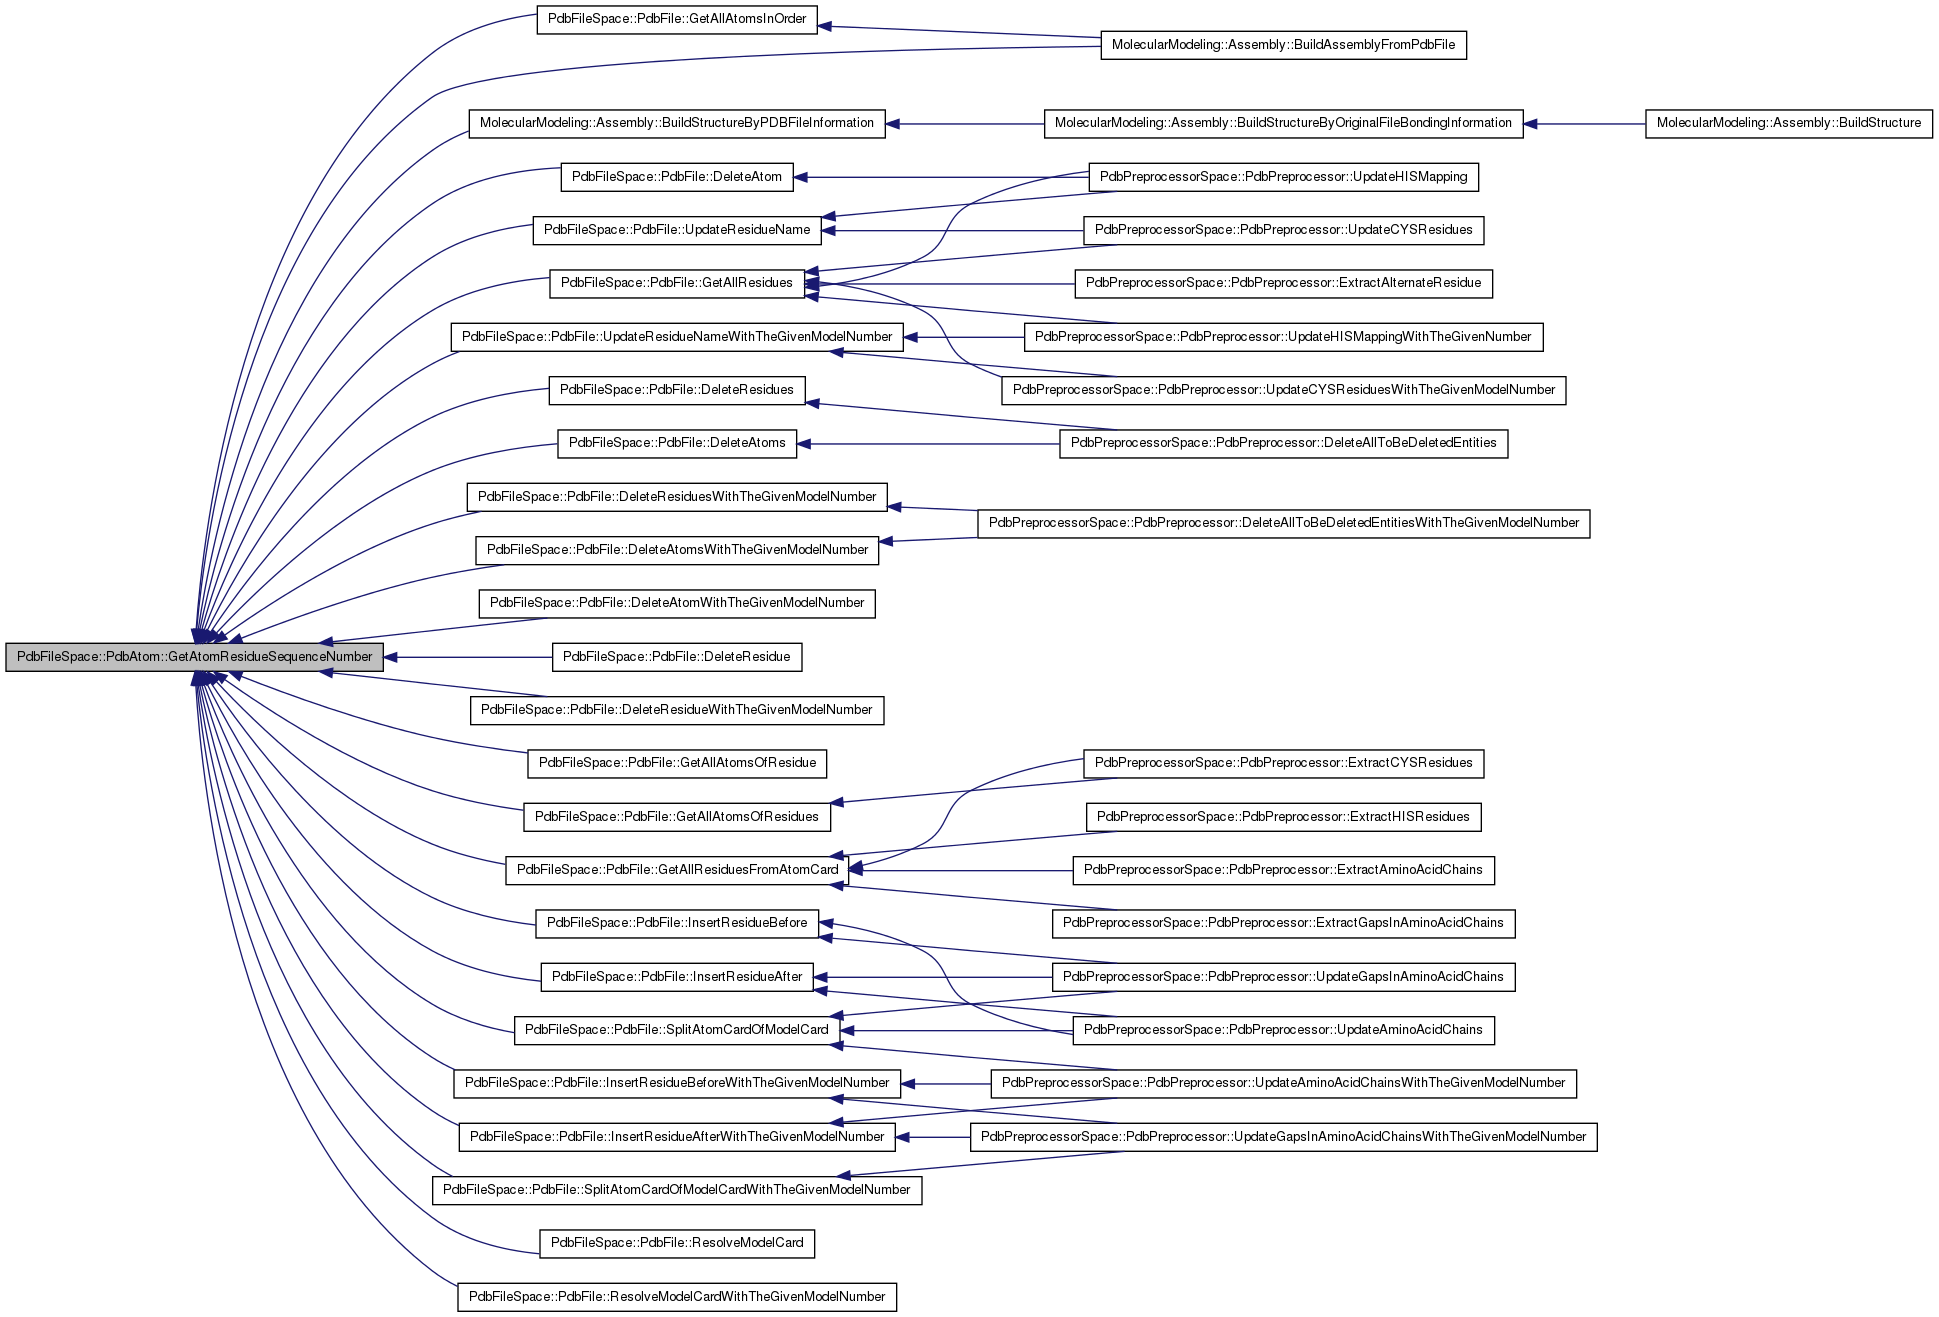 PdbFileSpace::PdbFile::GetAllAtomsInOrder
MolecularModeling::Assembly::BuildAssemblyFromPdbFile
MolecularModeling::Assembly::BuildStructureByPDBFileInformation
MolecularModeling::Assembly::BuildStructureByOriginalFileBondingInformation
MolecularModeling::Assembly::BuildStructure
PdbFileSpace::PdbFile::DeleteAtom
PdbPreprocessorSpace::PdbPreprocessor::UpdateHISMapping
PdbFileSpace::PdbFile::UpdateResidueName
PdbPreprocessorSpace::PdbPreprocessor::UpdateCYSResidues
PdbFileSpace::PdbFile::GetAllResidues
PdbPreprocessorSpace::PdbPreprocessor::ExtractAlternateResidue
PdbFileSpace::PdbFile::UpdateResidueNameWithTheGivenModelNumber
PdbPreprocessorSpace::PdbPreprocessor::UpdateHISMappingWithTheGivenNumber
PdbFileSpace::PdbFile::DeleteResidues
PdbPreprocessorSpace::PdbPreprocessor::UpdateCYSResiduesWithTheGivenModelNumber
PdbFileSpace::PdbFile::DeleteAtoms
PdbPreprocessorSpace::PdbPreprocessor::DeleteAllToBeDeletedEntities
PdbFileSpace::PdbFile::DeleteResiduesWithTheGivenModelNumber
PdbPreprocessorSpace::PdbPreprocessor::DeleteAllToBeDeletedEntitiesWithTheGivenModelNumber
PdbFileSpace::PdbFile::DeleteAtomsWithTheGivenModelNumber
PdbFileSpace::PdbFile::DeleteAtomWithTheGivenModelNumber
PdbFileSpace::PdbAtom::GetAtomResidueSequenceNumber
PdbFileSpace::PdbFile::DeleteResidue
PdbFileSpace::PdbFile::DeleteResidueWithTheGivenModelNumber
PdbFileSpace::PdbFile::GetAllAtomsOfResidue
PdbPreprocessorSpace::PdbPreprocessor::ExtractCYSResidues
PdbFileSpace::PdbFile::GetAllAtomsOfResidues
PdbPreprocessorSpace::PdbPreprocessor::ExtractHISResidues
PdbFileSpace::PdbFile::GetAllResiduesFromAtomCard
PdbPreprocessorSpace::PdbPreprocessor::ExtractAminoAcidChains
PdbFileSpace::PdbFile::InsertResidueBefore
PdbPreprocessorSpace::PdbPreprocessor::ExtractGapsInAminoAcidChains
PdbFileSpace::PdbFile::InsertResidueAfter
PdbPreprocessorSpace::PdbPreprocessor::UpdateGapsInAminoAcidChains
PdbFileSpace::PdbFile::SplitAtomCardOfModelCard
PdbPreprocessorSpace::PdbPreprocessor::UpdateAminoAcidChains
PdbFileSpace::PdbFile::InsertResidueBeforeWithTheGivenModelNumber
PdbPreprocessorSpace::PdbPreprocessor::UpdateAminoAcidChainsWithTheGivenModelNumber
PdbFileSpace::PdbFile::InsertResidueAfterWithTheGivenModelNumber
PdbPreprocessorSpace::PdbPreprocessor::UpdateGapsInAminoAcidChainsWithTheGivenModelNumber
PdbFileSpace::PdbFile::SplitAtomCardOfModelCardWithTheGivenModelNumber
PdbFileSpace::PdbFile::ResolveModelCard
PdbFileSpace::PdbFile::ResolveModelCardWithTheGivenModelNumber